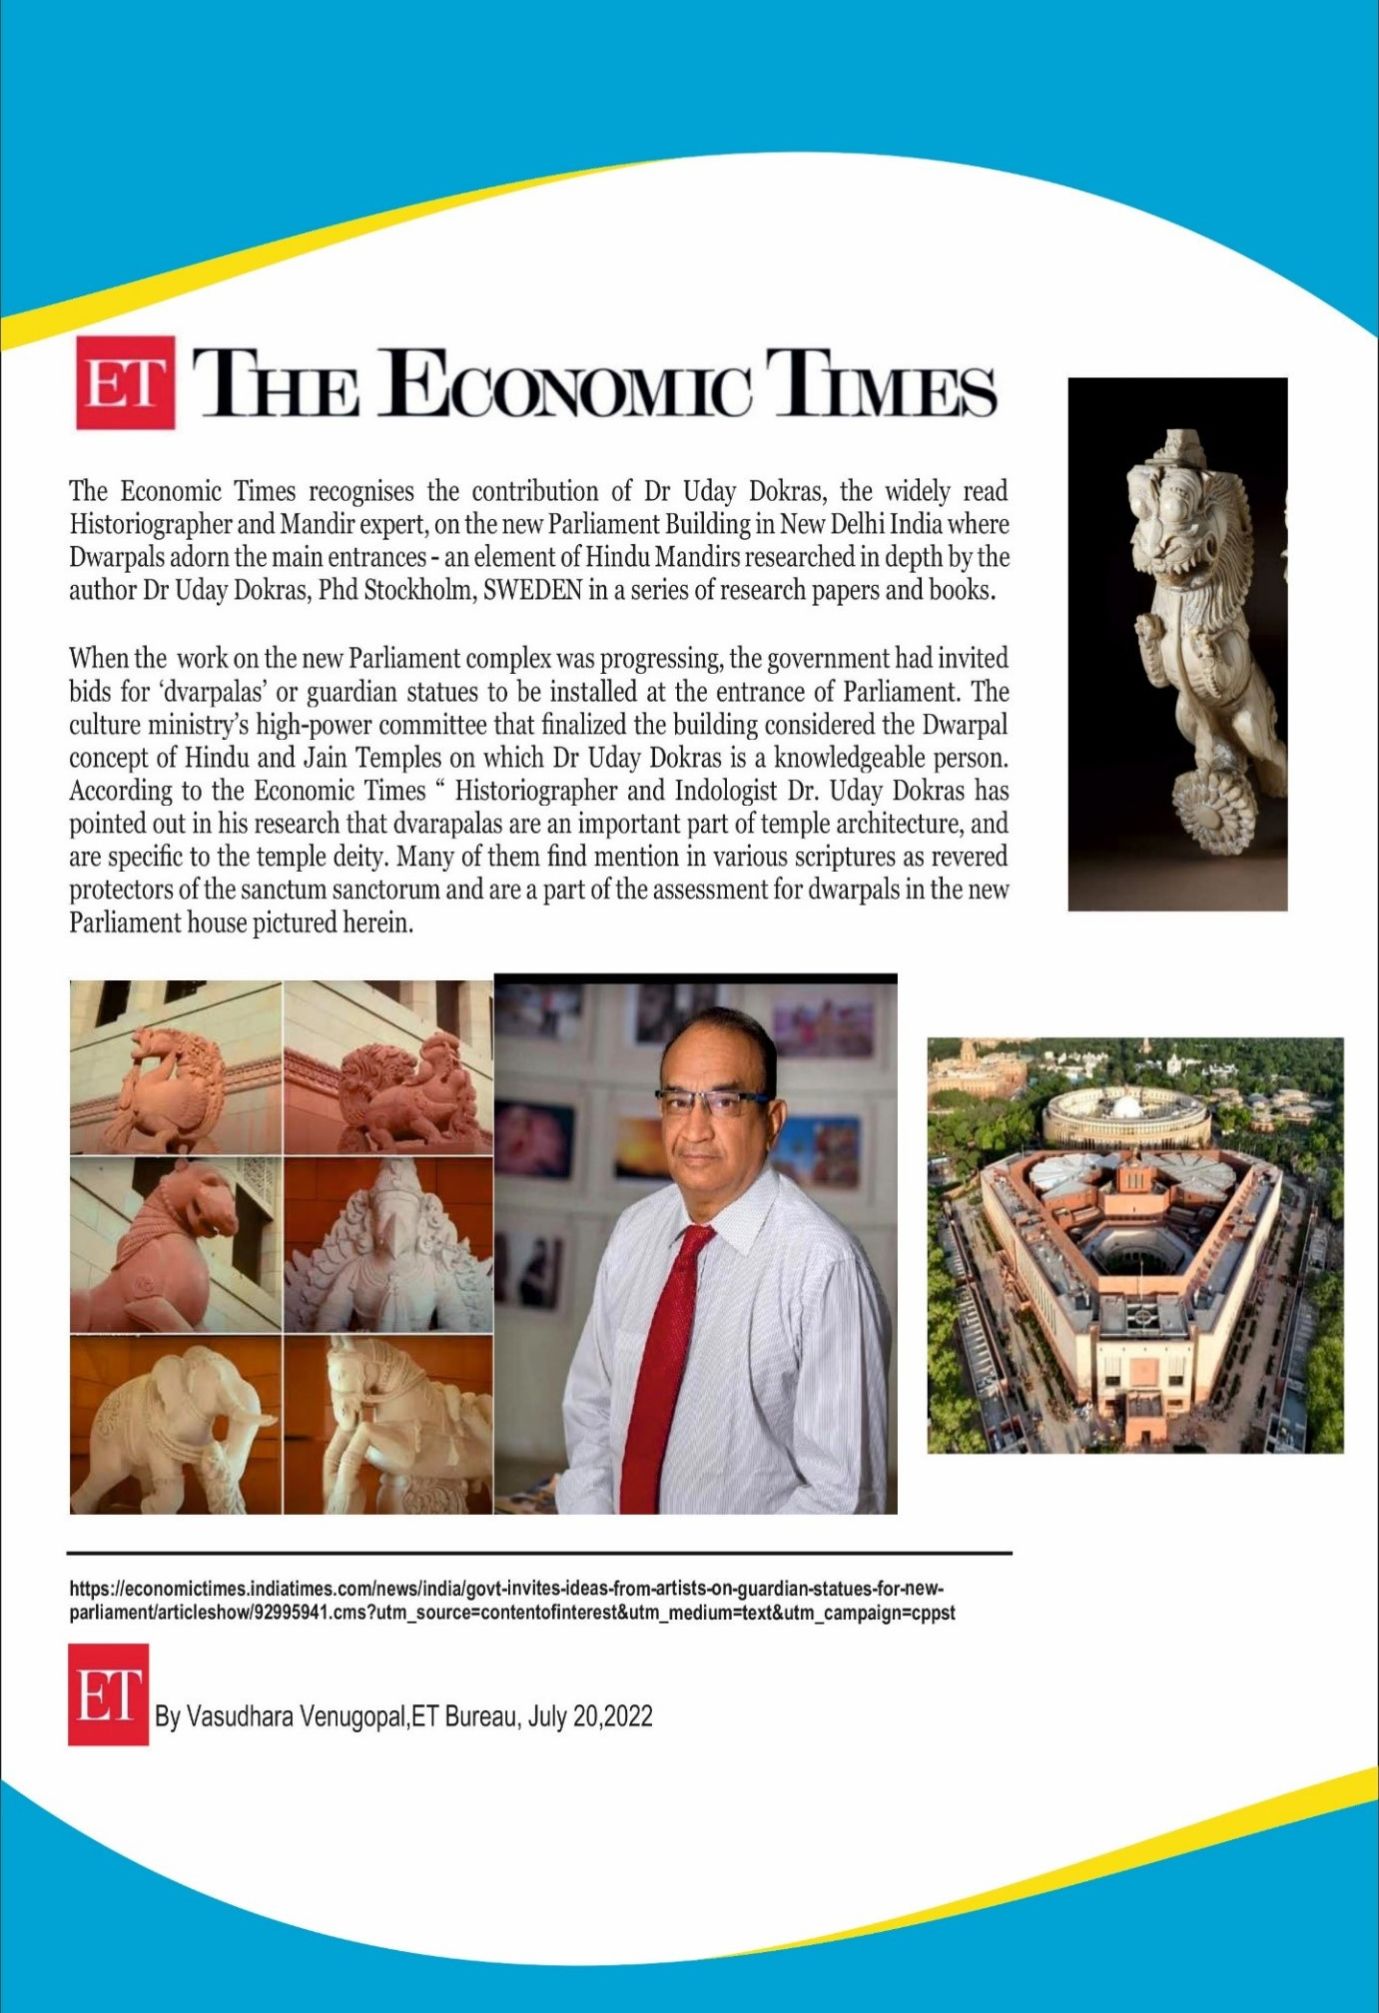 ET THE ECONOMIC TIMES
The Economic Times recognises the contribution of Dr Uday Dokras, the widely read
Historiographer and Mandir expert, on the new Parliament Building in New Delhi India where
Dwarpals adorn the main entrances - an element of Hindu Mandirs researched in depth by the
author Dr Uday Dokras, Phd Stockholm, SWEDEN in a series of research papers and books.
When the work on the new Parliament complex was progressing, the government had invited
bids for ‘dvarpalas’ or guardian statues to be installed at the entrance of Parliament. The
culture ministry’s high-power committee that finalized the building considered the Dwarpal
concept of Hindu and Jain Temples on which Dr Uday Dokras is a knowledgeable person.
According to the Economic Times “ Historiographer and Indologist Dr. Uday Dokras has
pointed out in his research that dvarapalas are an important part of temple architecture, and
are specific to the temple deity. Many of them find mention in various scriptures as revered
protectors of the sanctum sanctorum and are a part of the assessment for dwarpals in the new
Parliament house pictured herein.
https://economictimes.indiatimes.com/news/india/govt-invites-ideas-from-artists-on-guardian-statues-for-new-
parliament/articleshow/92995941.cms?utm_source=contentofinterest&utm_medium=text&utm_campaign=cppst
ET
By Vasudhara Venugopal,ET Bureau, July 20,2022